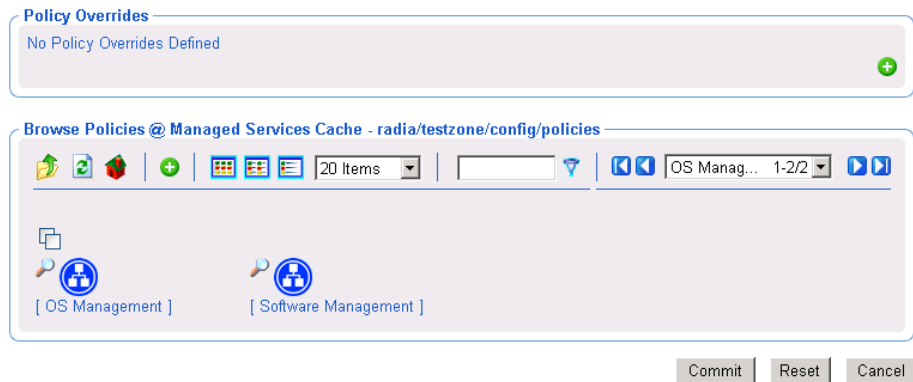 Policy Overrides
No Policy Overrides Defined
Browse Policies @ Managed Services Cache - radia/testzone/config/policies
20 Items OS Manag... 1-2/2
[ OS Management ] [ Software Management ]
Commit Reset Cancel